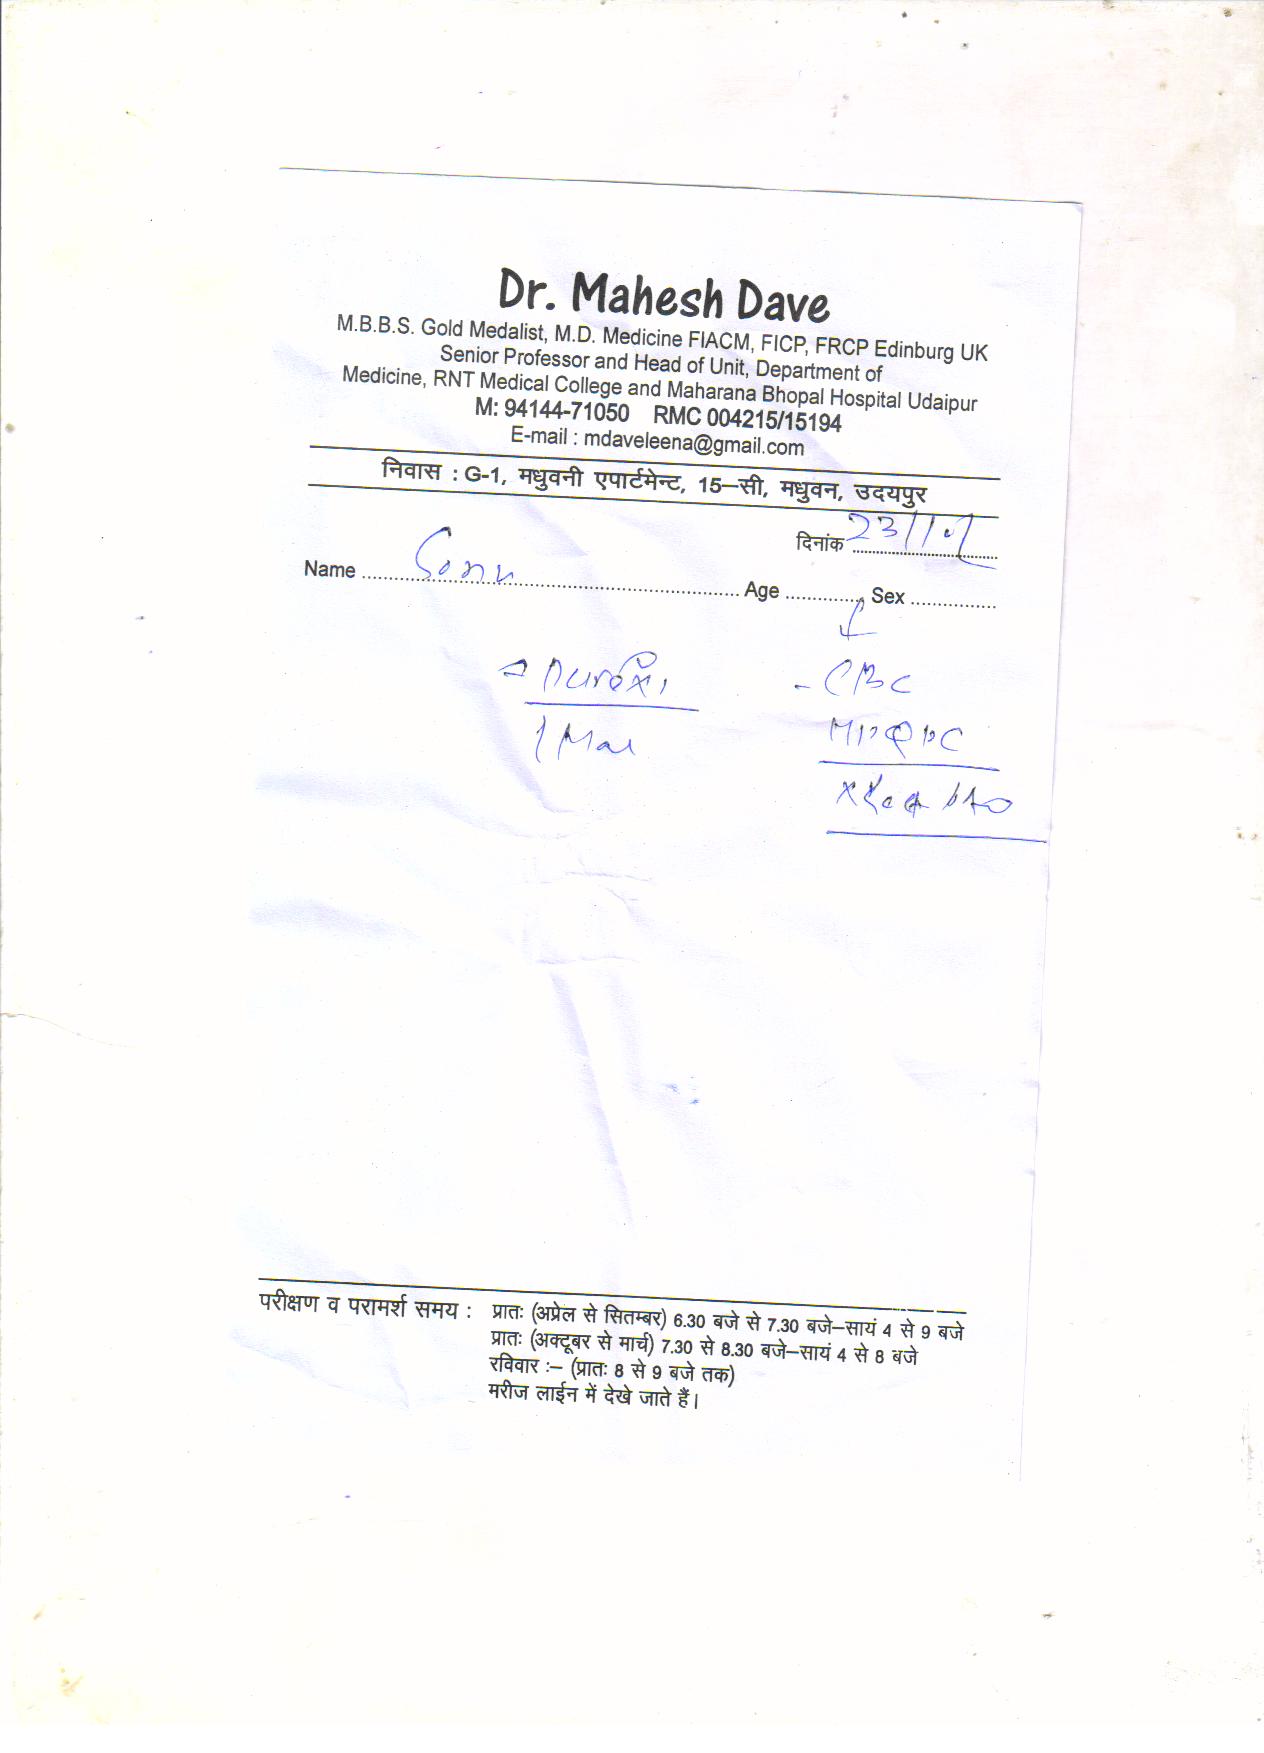 Dr. Mahesh Dave
M.B.B.S. Gold Medalist, M.D. Medicine FIACM, FICP, FRCP Edinburg UK
Senior Professor and Head of Unit, Department of
Medicine, RNT Medical College and Maharana Bhopal Hospital Udaipur
M: 94144-71050 RMC 004215/15194
E-mail : mdaveleena@gmail.com
निवास : G-1, मधुवनी एपार्टमेन्ट, 15–सी, मधुवन, उदयपुर
दिनांक
Name Sonu Age Sex
- CBC
परीक्षण व परामर्श समय : प्रातः (अप्रेल से सितम्बर) 6.30 बजे से 7.30 बजे–सायं 4 से 9 बजे
प्रातः (अक्टूबर से मार्च) 7.30 से 8.30 बजे–सायं 4 से 8 बजे
रविवार :– (प्रातः 8 से 9 बजे तक)
मरीज लाईन में देखे जाते हैं।